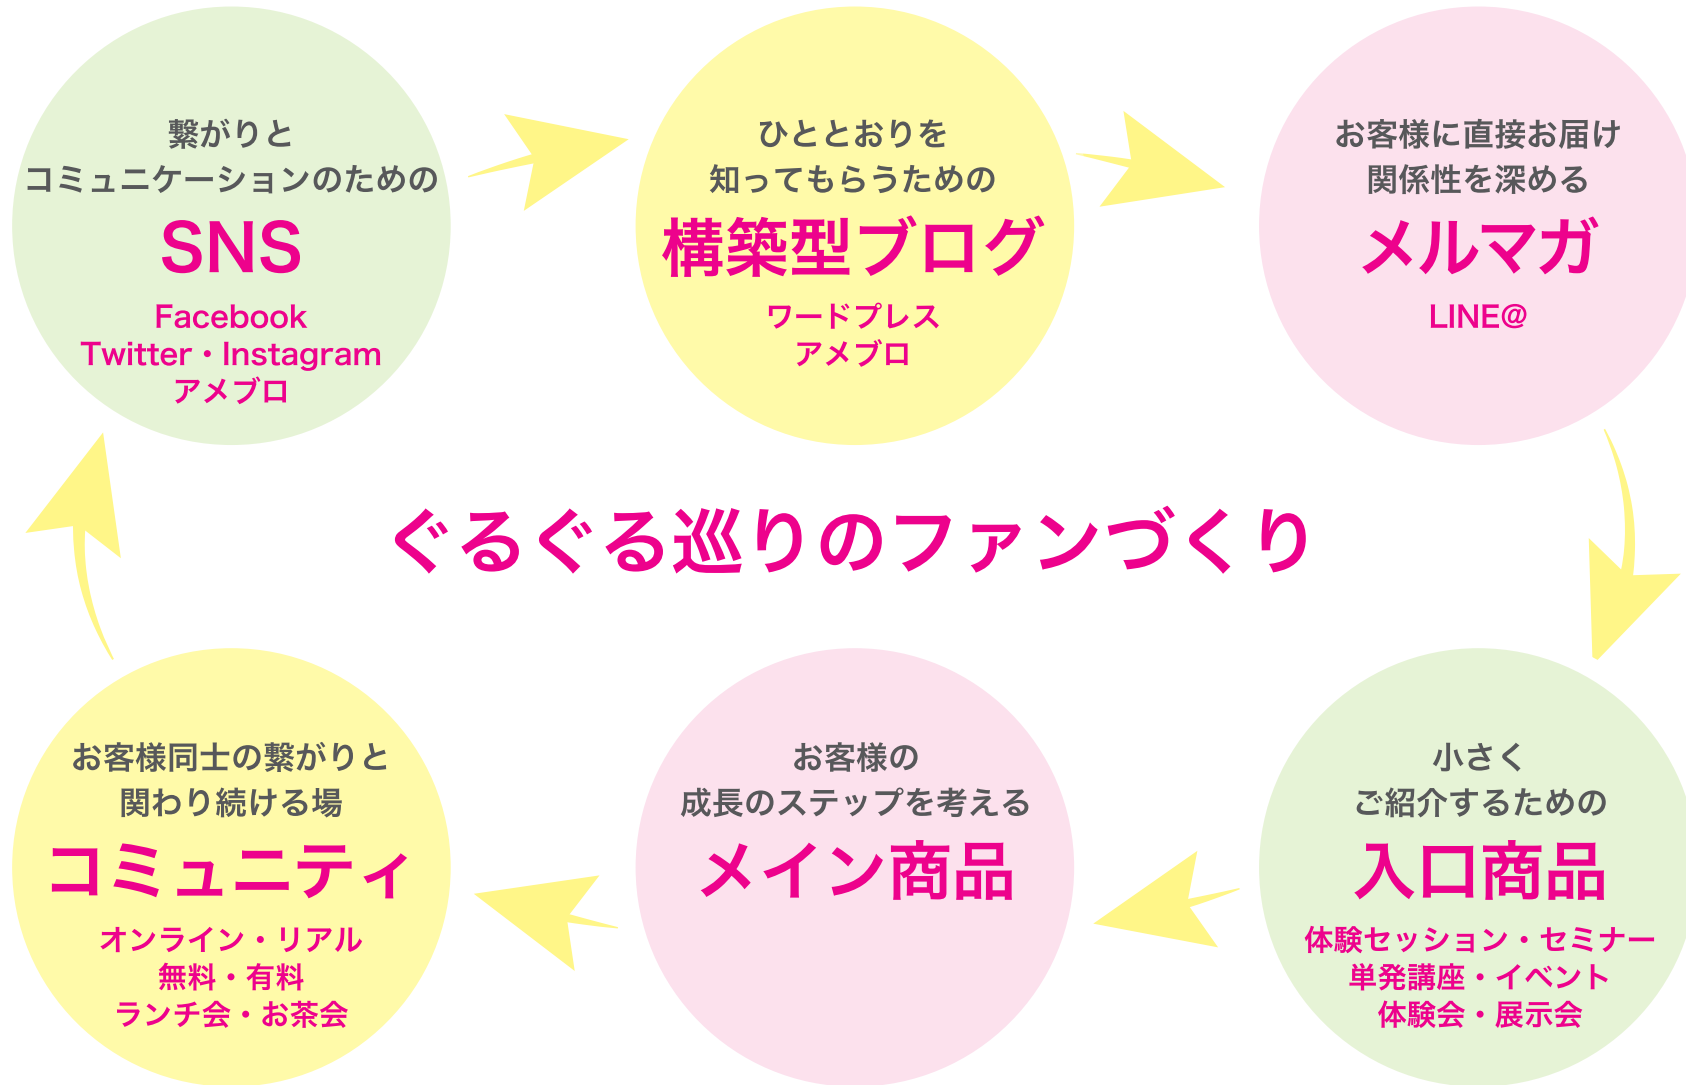 繋がりと
コミュニケーションのための
SNS
Facebook
Twitter・Instagram
アメブロ
ひととおりを
知ってもらうための
構築型ブログ
ワードプレス
アメブロ
お客様に直接お届け
関係性を深める
メルマガ
LINE@
ぐるぐる巡りのファンづくり
お客様同士の繋がりと
関わり続ける場
コミュニティ
オンライン・リアル
無料・有料
ランチ会・お茶会
お客様の
成長のステップを考える
メイン商品
小さく
ご紹介するための
入口商品
体験セッション・セミナー
単発講座・イベント
体験会・展示会